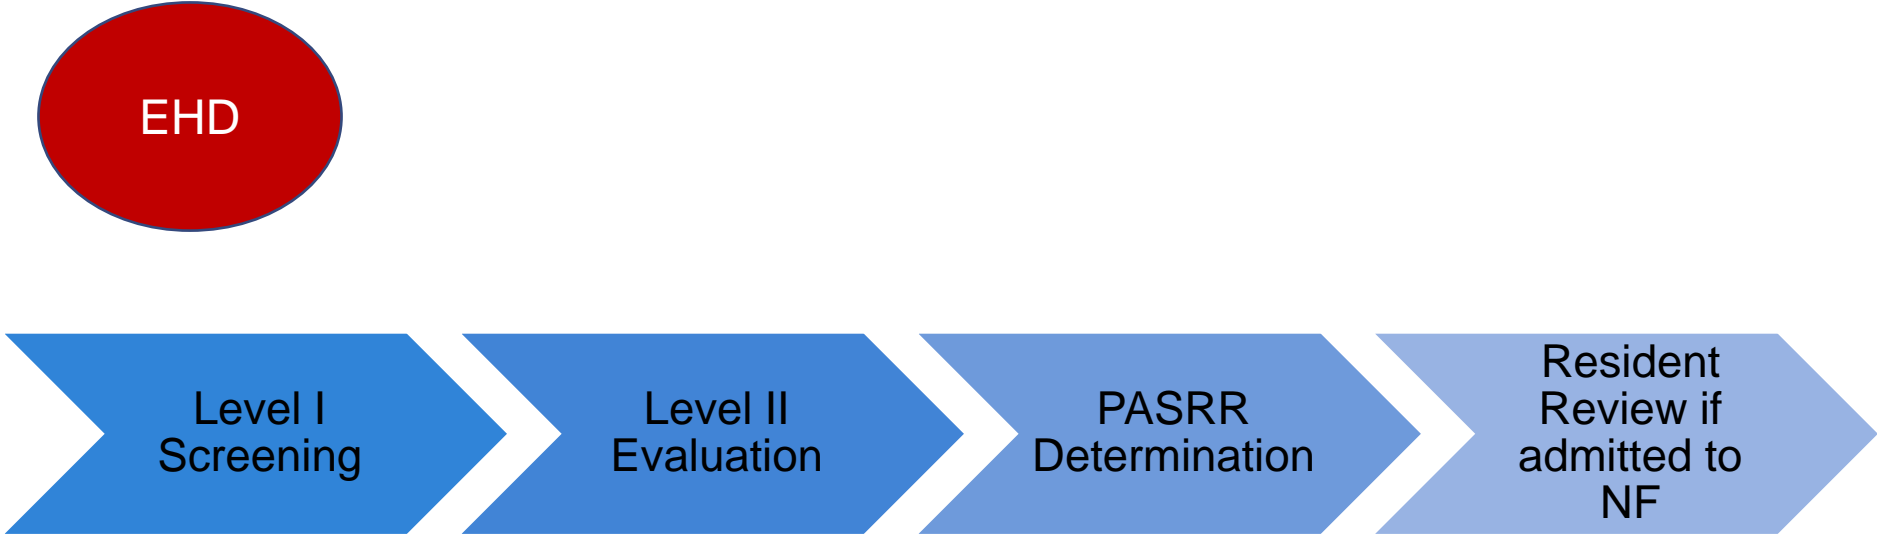 EHD
Level I
Screening
Level II
Evaluation
PASRR
Determination
Resident
Review if
admitted to
NF